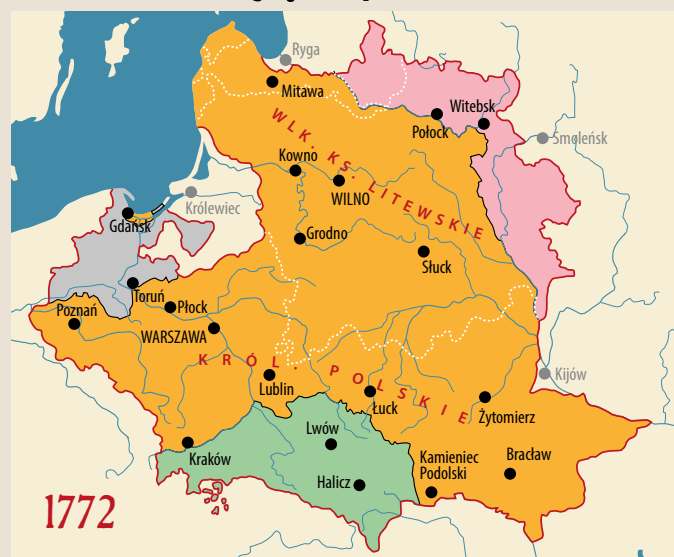 Ryga
Mitawa
Witebsk
Połock
Smoleńsk
WLK. KS. LITEWSKIE
Kowno
WILNO
Królewiec
Gdańsk
Grodno
Słuck
Toruń
Płock
Poznań
WARSZAWA
KRÓL. POLSKIE
Kijów
Lublin
Łuck
Żytomierz
Lwów
Kraków
Kamieniec
Podolski
Bracław
Halicz
1772